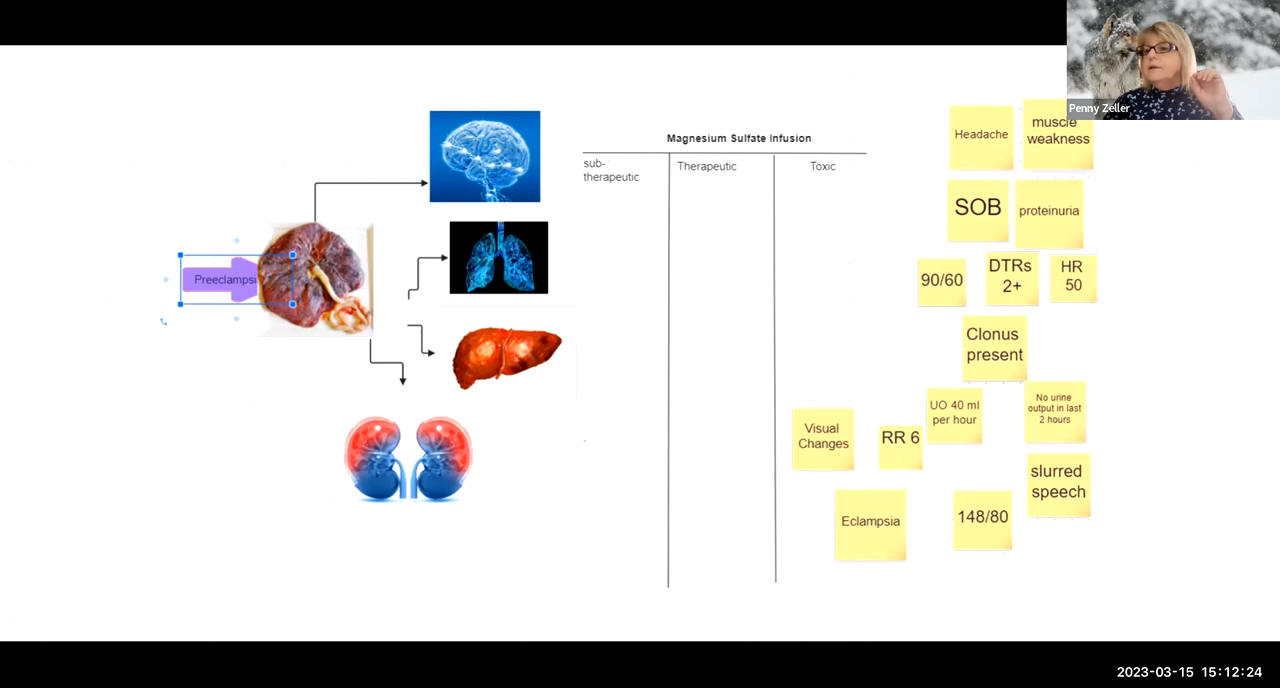 Penny Zeller
Preeclampsi
Magnesium Sulfate Infusion
sub-
therapeutic
Therapeutic
Toxic
Headache
muscle
weakness
SOB
proteinuria
90/60
DTRs
2+
HR
50
Clonus
present
UO 40 ml
per hour
No urine
output in last
2 hours
Visual
Changes
RR 6
slurred
speech
Eclampsia
148/80
2023-03-15 15:12:24